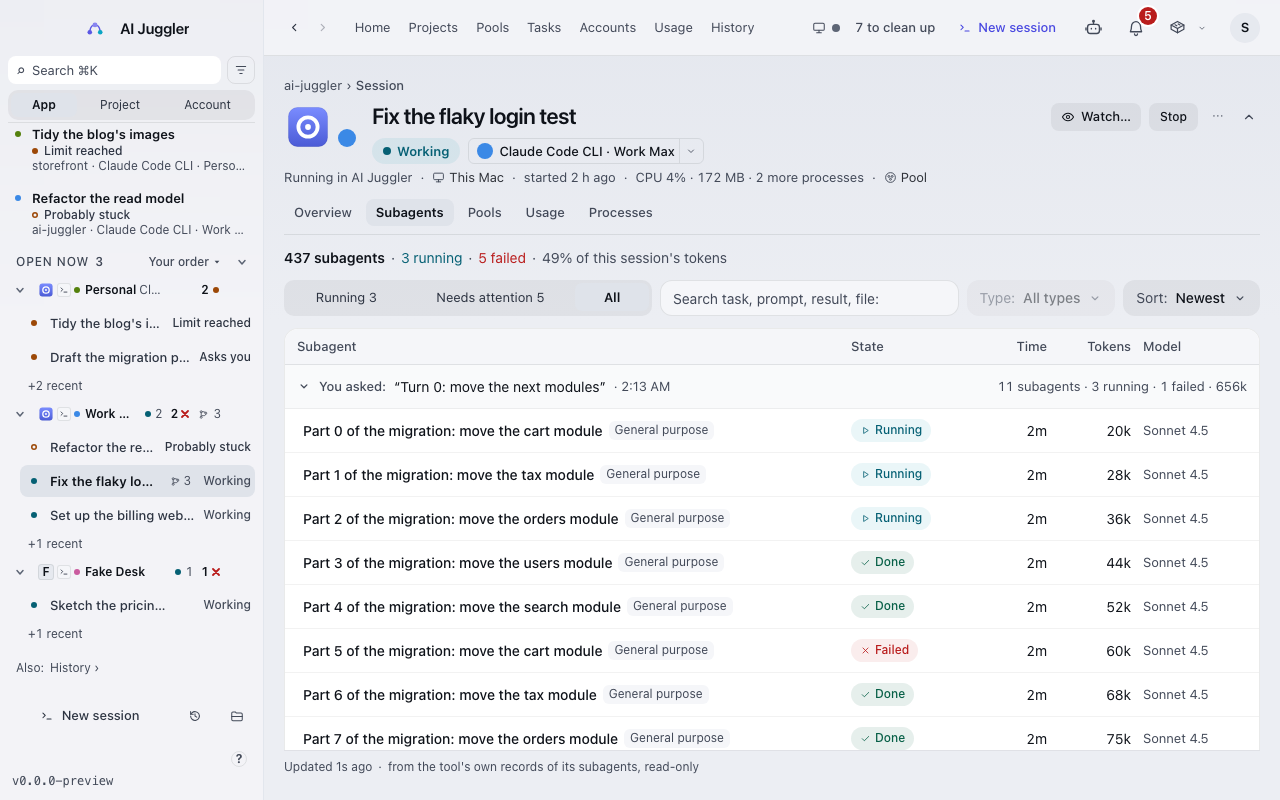 AI Juggler
Search ⌘K
App Project Account
Tidy the blog's images
Limit reached
storefront · Claude Code CLI · Perso...
Refactor the read model
Probably stuck
ai-juggler · Claude Code CLI · Work ...
OPEN NOW 3 Your order
Personal Cl... 2
Tidy the blog's i... Limit reached
Draft the migration p... Asks you
+2 recent
Work ... 2 2 3
Refactor the re... Probably stuck
Fix the flaky lo... 3 Working
Set up the billing web... Working
+1 recent
F Fake Desk 1 1
Sketch the pricin... Working
+1 recent
Also: History ›
New session
?
v0.0.0-preview
Home Projects Pools Tasks Accounts Usage History 7 to clean up New session 5 S
ai-juggler › Session
Fix the flaky login test
Watch... Stop ...
Working Claude Code CLI · Work Max
Running in AI Juggler · This Mac · started 2 h ago · CPU 4% · 172 MB · 2 more processes · Pool
Overview Subagents Pools Usage Processes
437 subagents · 3 running · 5 failed · 49% of this session's tokens
Running 3 Needs attention 5 All Search task, prompt, result, file: Type: All types Sort: Newest
Subagent State Time Tokens Model
You asked: “Turn 0: move the next modules” · 2:13 AM 11 subagents · 3 running · 1 failed · 656k
Part 0 of the migration: move the cart module General purpose Running 2m 20k Sonnet 4.5
Part 1 of the migration: move the tax module General purpose Running 2m 28k Sonnet 4.5
Part 2 of the migration: move the orders module General purpose Running 2m 36k Sonnet 4.5
Part 3 of the migration: move the users module General purpose Done 2m 44k Sonnet 4.5
Part 4 of the migration: move the search module General purpose Done 2m 52k Sonnet 4.5
Part 5 of the migration: move the cart module General purpose Failed 2m 60k Sonnet 4.5
Part 6 of the migration: move the tax module General purpose Done 2m 68k Sonnet 4.5
Part 7 of the migration: move the orders module General purpose Done 2m 75k Sonnet 4.5
Updated 1s ago · from the tool's own records of its subagents, read-only